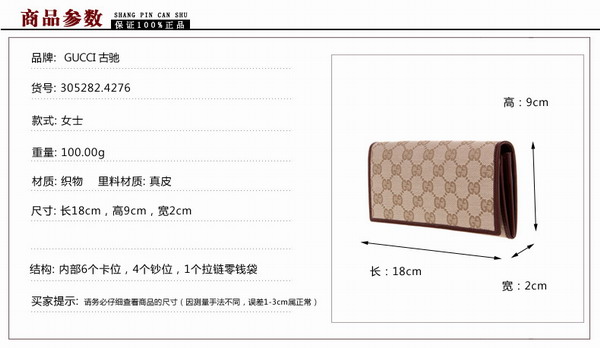 商品参数
SHANG PIN CAN SHU
保证100%正品
品牌: GUCCI 古驰
货号: 305282.4276
款式: 女士
重量: 100.00g
材质: 织物 里料材质: 真皮
尺寸: 长18cm，高9cm，宽2cm
结构: 内部6个卡位，4个钞位，1个拉链零钱袋
买家提示: 请务必仔细查看商品的尺寸（因测量手法不同，误差1-3cm属正常）
高：9cm
长：18cm
宽：2cm